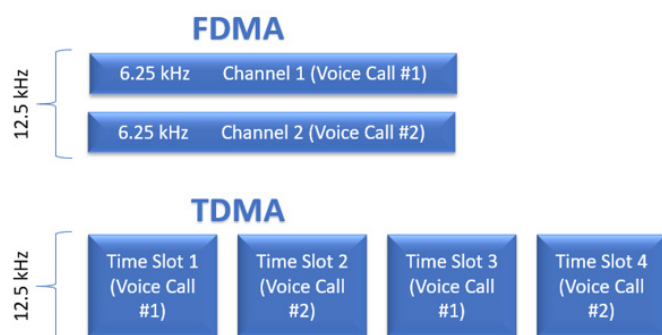 FDMA
12.5 kHz
6.25 kHz Channel 1 (Voice Call #1)
6.25 kHz Channel 2 (Voice Call #2)
TDMA
12.5 kHz
Time Slot 1
(Voice Call
#1)
Time Slot 2
(Voice Call
#2)
Time Slot 3
(Voice Call
#1)
Time Slot 4
(Voice Call
#2)